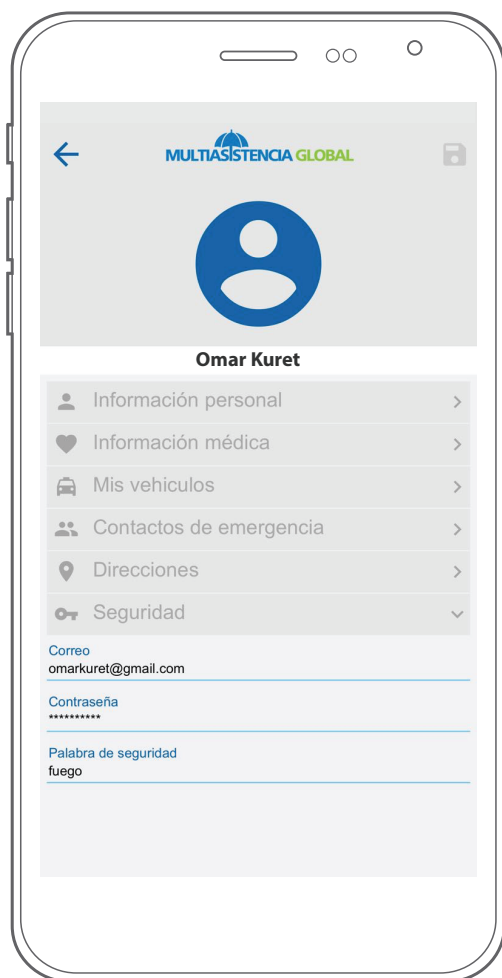 MULTIASISTENCIA GLOBAL
Omar Kuret
Información personal
Información médica
Mis vehiculos
Contactos de emergencia
Direcciones
Seguridad
Correo
omarkuret@gmail.com
Contraseña
**********
Palabra de seguridad
fuego